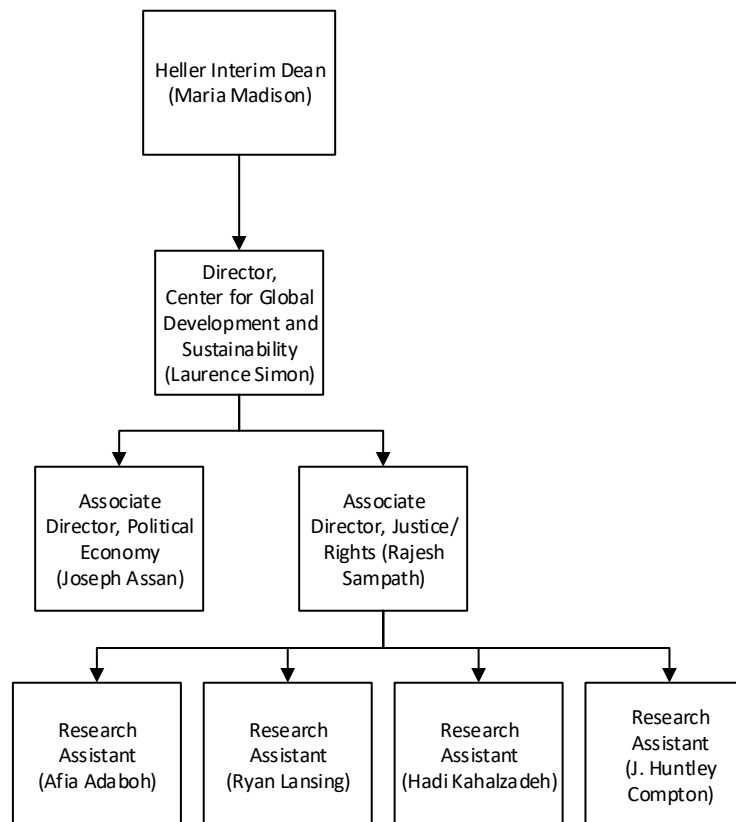 Heller Interim Dean
(Maria Madison)
Director,
Center for Global
Development and
Sustainability
(Laurence Simon)
Associate
Director, Political
Economy
(Joseph Assan)
Associate
Director, Justice/
Rights (Rajesh
Sampath)
Research
Assistant
(Afia Adaboh)
Research
Assistant
(Ryan Lansing)
Research
Assistant
(Hadi Kahalzadeh)
Research
Assistant
(J. Huntley
Compton)